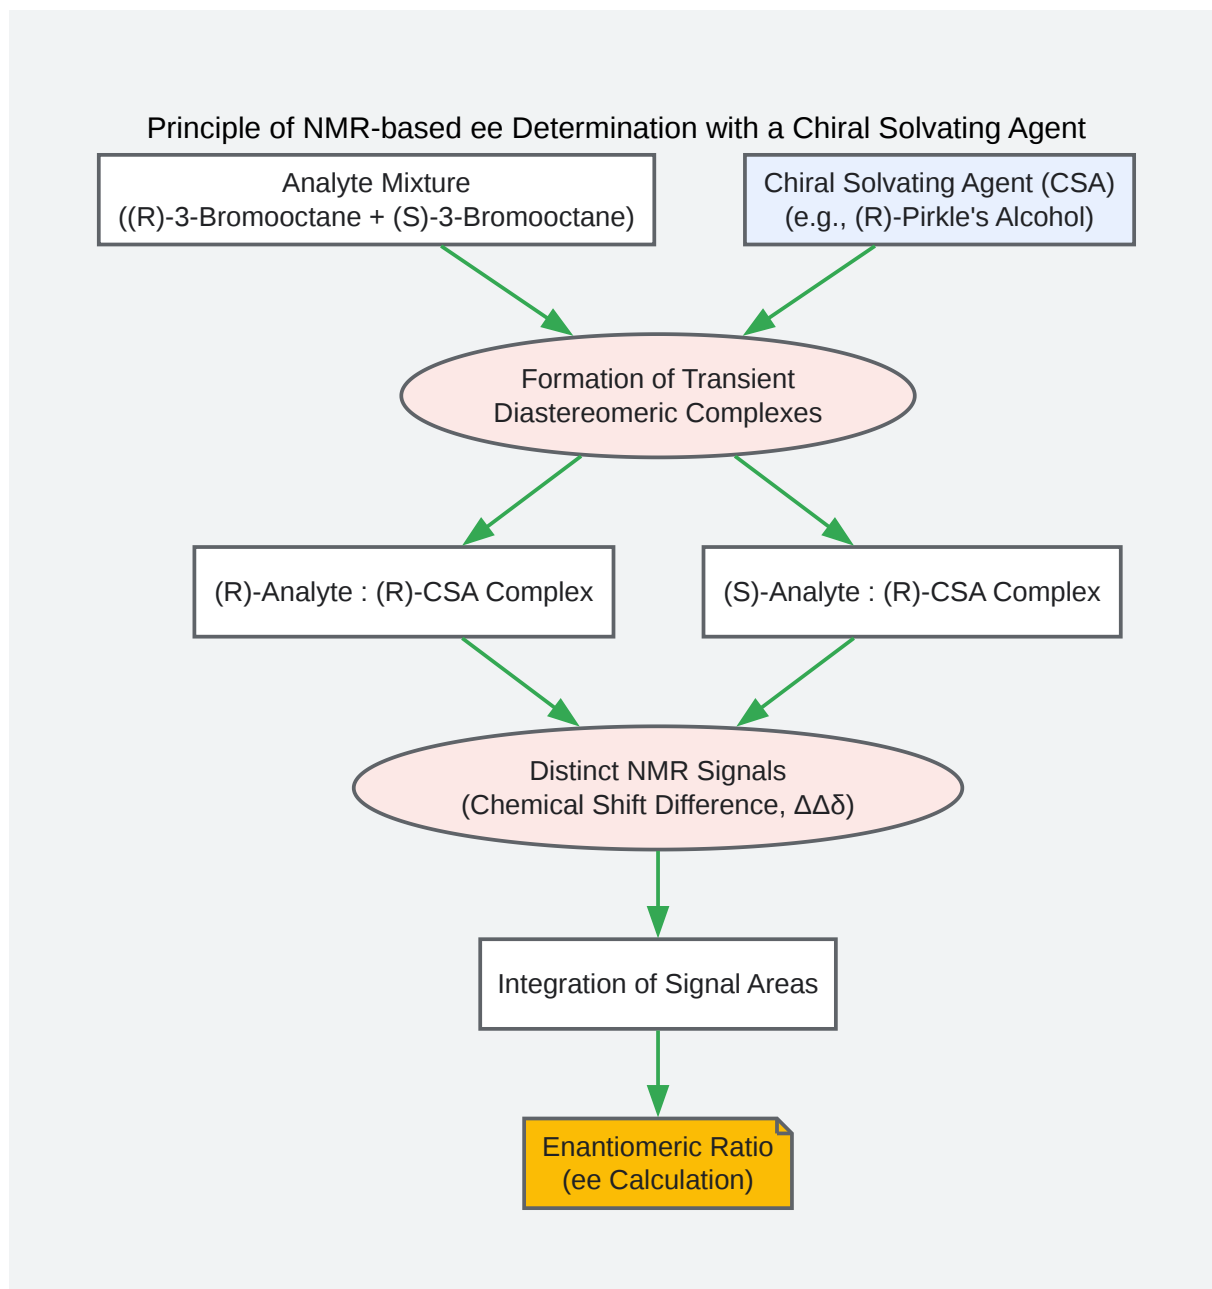 Principle of NMR-based ee Determination with a Chiral Solvating Agent
Analyte Mixture
((R)-3-Bromooctane + (S)-3-Bromooctane)
Chiral Solvating Agent (CSA)
(e.g., (R)-Pirkle's Alcohol)
Formation of Transient
Diastereomeric Complexes
(R)-Analyte : (R)-CSA Complex
(S)-Analyte : (R)-CSA Complex
Distinct NMR Signals
(Chemical Shift Difference, ΔΔδ)
Integration of Signal Areas
Enantiomeric Ratio
(ee Calculation)